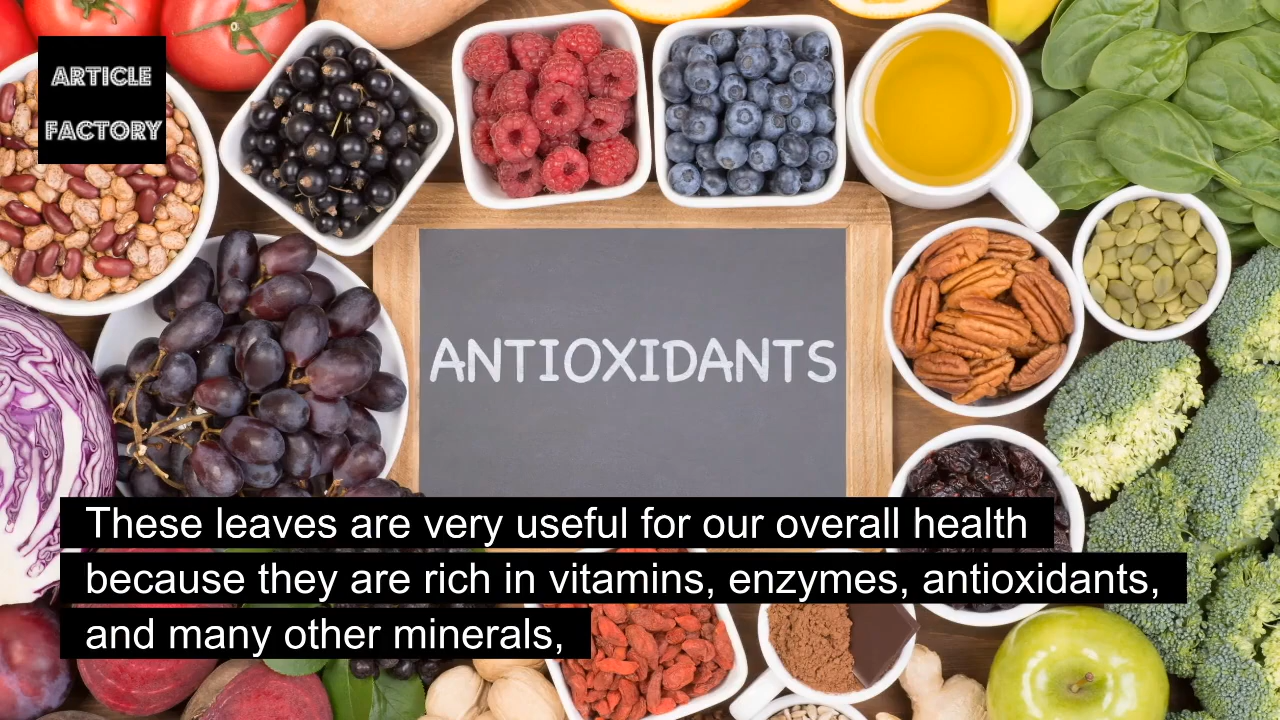 ARTICLE
FACTORY
ANTIOXIDANTS
These leaves are very useful for our overall health
because they are rich in vitamins, enzymes, antioxidants,
and many other minerals,